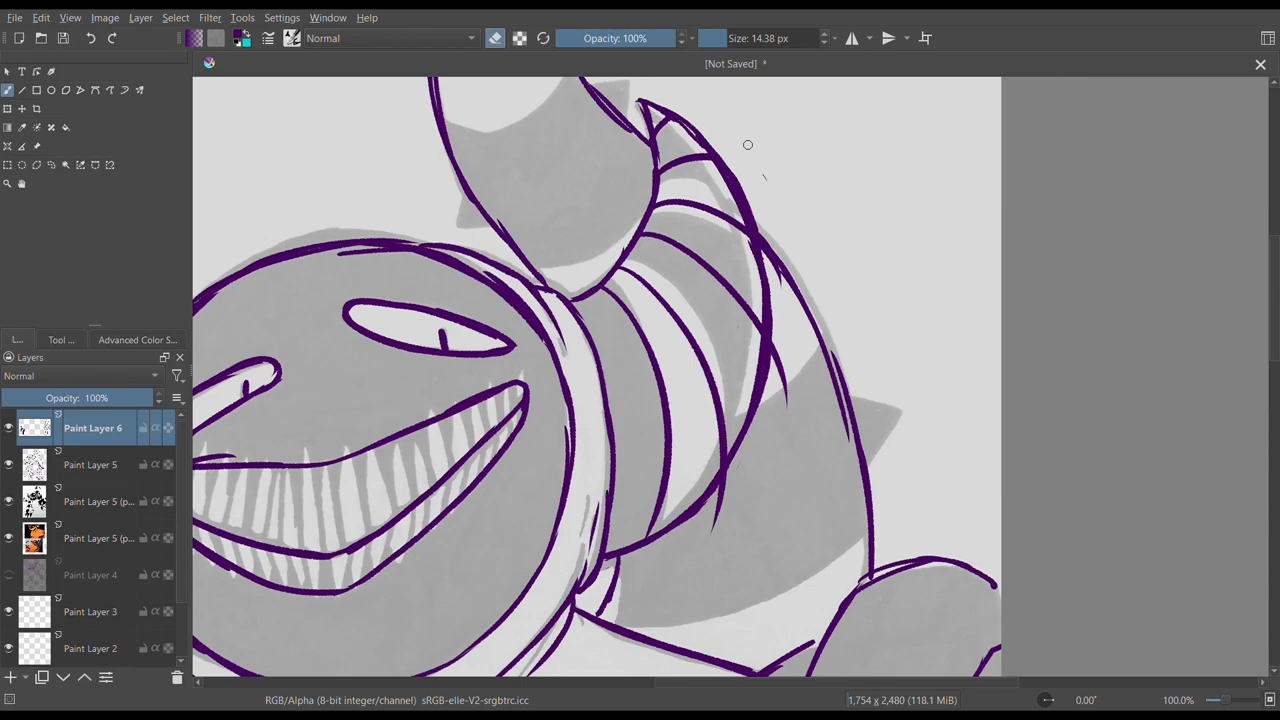 File Edit View Image Layer Select Filter Tools Settings Window Help
Normal Opacity: 100% Size: 14.38 px
[Not Saved] *
L... Tool ... Advanced Color S...
Layers
Normal
Opacity: 100%
Paint Layer 6
Paint Layer 5
Paint Layer 5 (p...
Paint Layer 5 (p...
Paint Layer 4
Paint Layer 3
Paint Layer 2
RGB/Alpha (8-bit integer/channel) sRGB-elle-V2-srgbtrc.icc 1,754 x 2,480 (118.1 MiB) 0.00° 100.0%